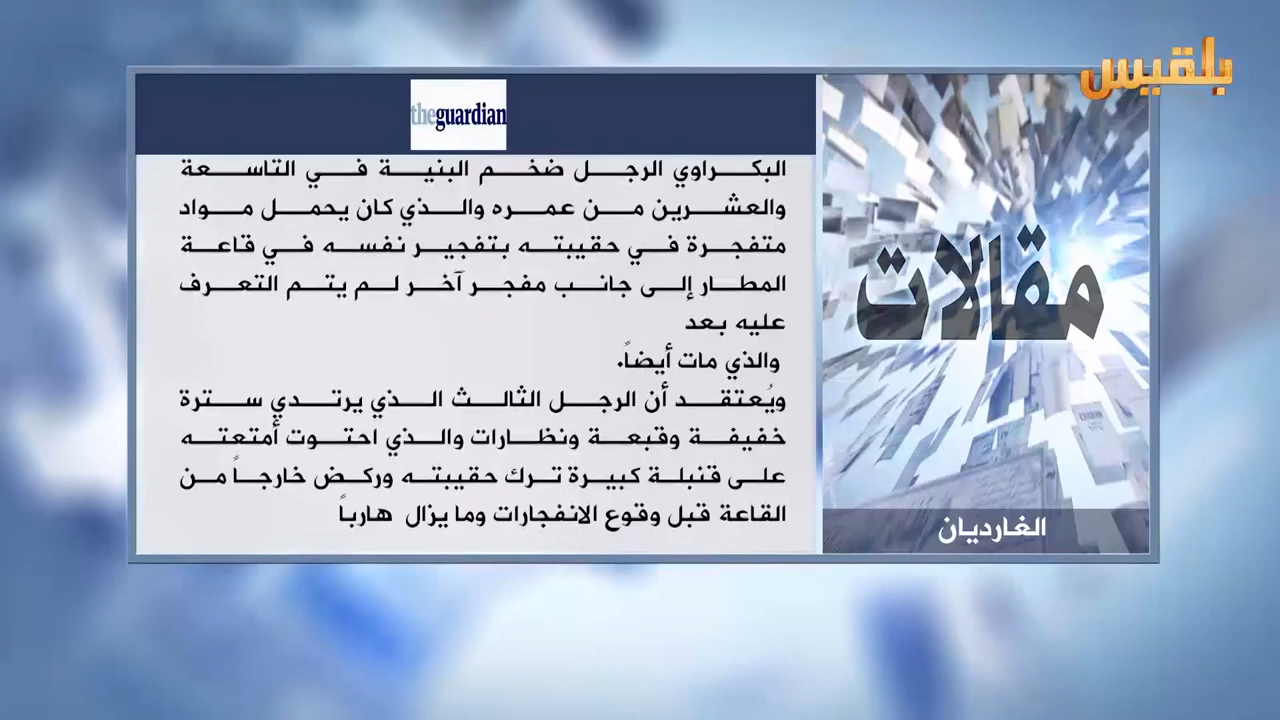 بلقيس
theguardian
البكراوي الرجل ضخم البنية في التاسعة
والعشرين من عمره والذي كان يحمل مواد
متفجرة في حقيبته بتفجير نفسه في قاعة
المطار إلى جانب مفجر آخر لم يتم التعرف
عليه بعد
والذي مات أيضاً.
ويُعتقد أن الرجل الثالث الذي يرتدي سترة
خفيفة وقبعة ونظارات والذي احتوت أمتعته
على قنبلة كبيرة ترك حقيبته وركض خارجاً من
القاعة قبل وقوع الانفجارات وما يزال هارباً
مقالات
الغارديان